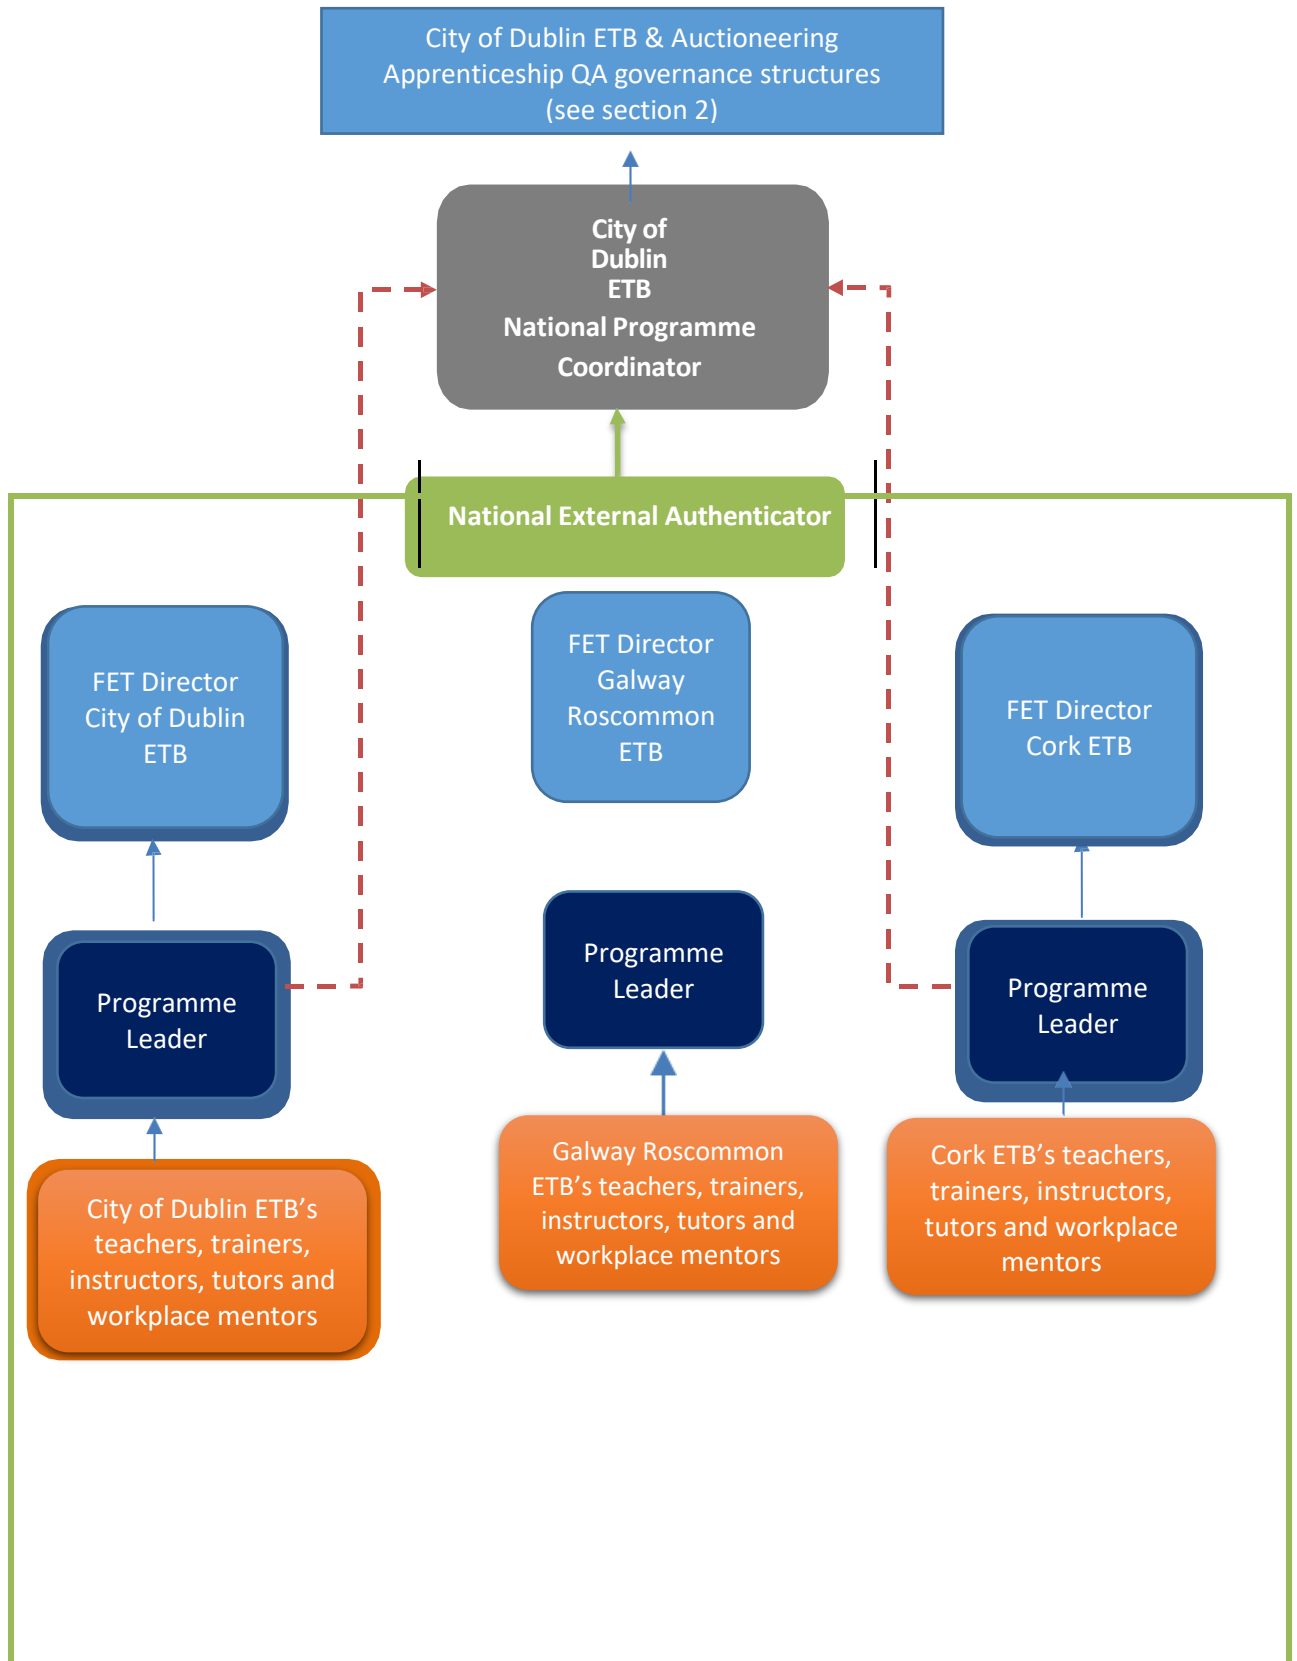 City of Dublin ETB & Auctioneering
Apprenticeship QA governance structures
(see section 2)
City of
Dublin
ETB
National Programme
Coordinator
National External Authenticator
FET Director
City of Dublin
ETB
FET Director
Galway
Roscommon
ETB
FET Director
Cork ETB
Programme
Leader
Programme
Leader
Programme
Leader
City of Dublin ETB’s
teachers, trainers,
instructors, tutors and
workplace mentors
Galway Roscommon
ETB’s teachers, trainers,
instructors, tutors and
workplace mentors
Cork ETB’s teachers,
trainers, instructors,
tutors and workplace
mentors